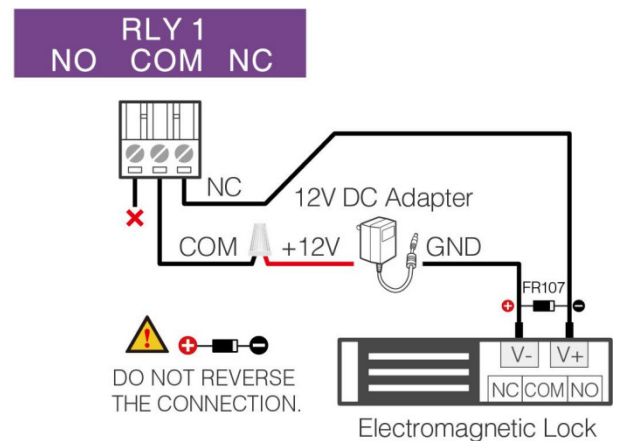 RLY 1
NO COM NC
NC
12V DC Adapter
COM
+12V
GND
FR107
V- V+
NC COM NO
DO NOT REVERSE
THE CONNECTION.
Electromagnetic Lock